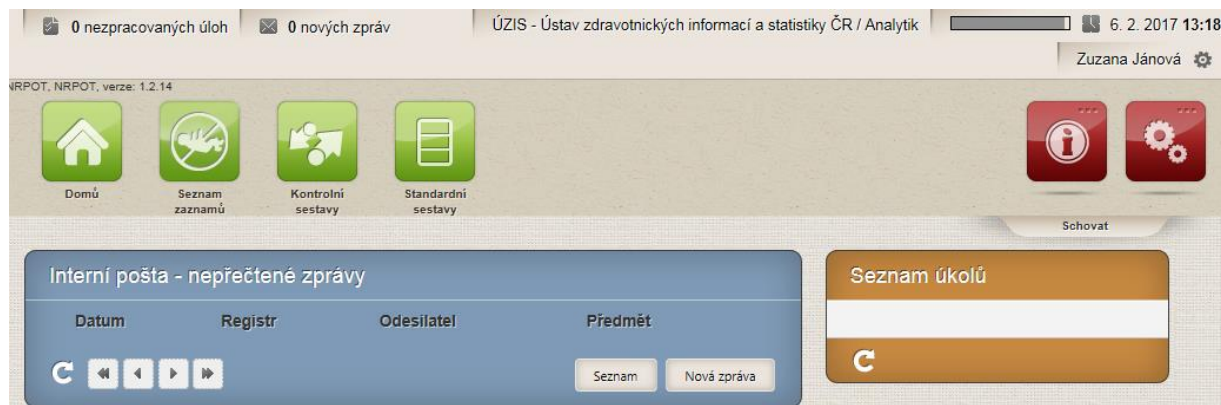 0 nezpracovaných úloh 0 nových zpráv ÚZIS - Ústav zdravotnických informací a statistiky ČR / Analytik 6. 2. 2017 13:18
Zuzana Jánová
NRPOT, NRPOT, verze: 1.2.14
Domů Seznam zaznamů Kontrolní sestavy Standardní sestavy
Schovat
Interní pošta - nepřečtené zprávy
Datum Registr Odesilatel Předmět
Seznam Nová zpráva
Seznam úkolů